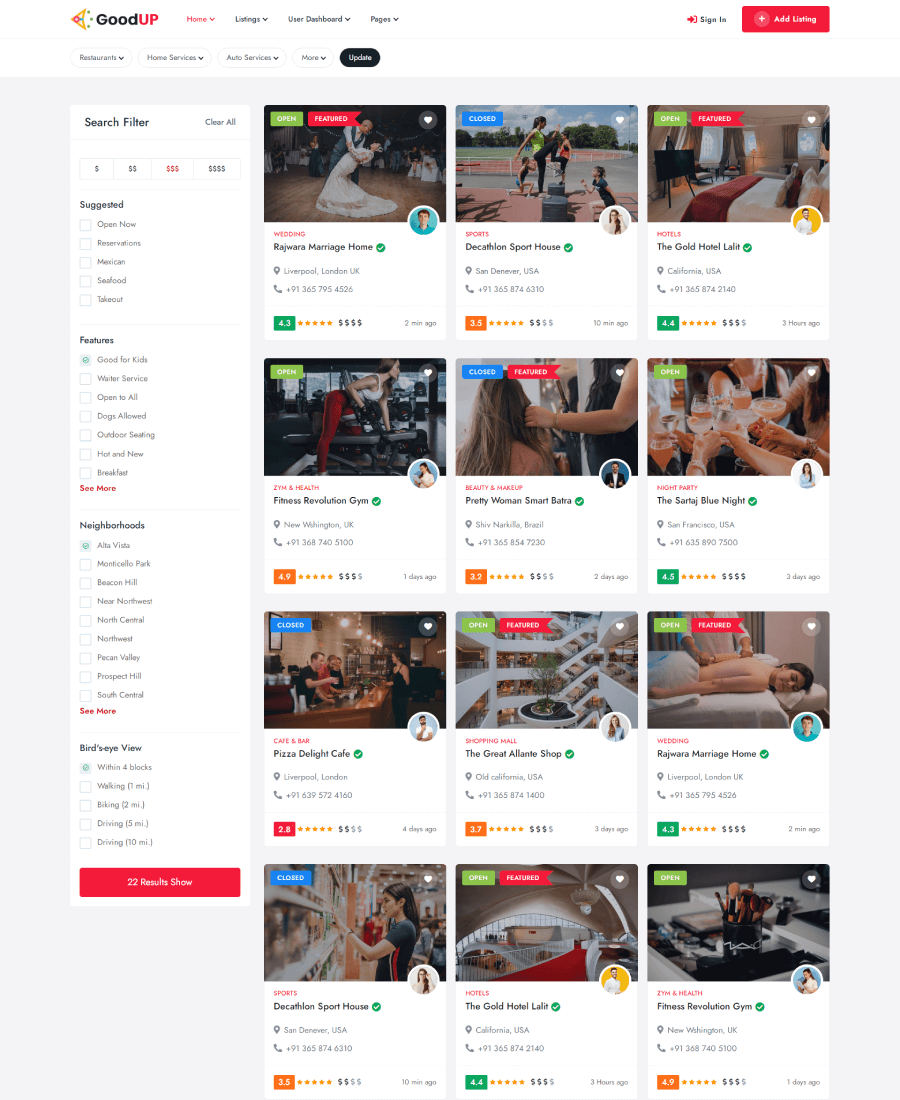 GoodUP
Home
Listings
User Dashboard
Pages
Sign In
Add Listing
Restaurants
Home Services
Auto Services
More
Update
Search Filter
Clear All
$
$$
$$$
$$$$
Suggested
Open Now
Reservations
Mexican
Seafood
Takeout
Features
Good for Kids
Waiter Service
Open to All
Dogs Allowed
Outdoor Seating
Hot and New
Breakfast
See More
Neighborhoods
Alta Vista
Monticello Park
Beacon Hill
Near Northwest
North Central
Northwest
Pecan Valley
Prospect Hill
South Central
See More
Bird's-eye View
Within 4 blocks
Walking (1 mi.)
Biking (2 mi.)
Driving (5 mi.)
Driving (10 mi.)
22 Results Show
OPEN
FEATURED
WEDDING
Rajwara Marriage Home
Liverpool, London UK
+91 365 795 4526
4.3
$$$$
2 min ago
CLOSED
SPORTS
Decathlon Sport House
San Denever, USA
+91 365 874 6310
3.5
$$$$
10 min ago
OPEN
FEATURED
HOTELS
The Gold Hotel Lalit
California, USA
+91 365 874 2140
4.4
$$$$
3 Hours ago
OPEN
ZYM & HEALTH
Fitness Revolution Gym
New Wshington, UK
+91 368 740 5100
4.9
$$$$
1 days ago
CLOSED
FEATURED
BEAUTY & MAKEUP
Pretty Woman Smart Batra
Shiv Narkilla, Brazil
+91 365 854 7230
3.2
$$$$
2 days ago
OPEN
NIGHT PARTY
The Sartaj Blue Night
San Francisco, USA
+91 635 890 7500
4.5
$$$$
3 days ago
CLOSED
CAFE & BAR
Pizza Delight Cafe
Liverpool, London
+91 639 572 4160
2.8
$$$$
4 days ago
OPEN
FEATURED
SHOPPING MALL
The Great Allante Shop
Old california, USA
+91 365 874 1400
3.7
$$$$
3 days ago
OPEN
FEATURED
WEDDING
Rajwara Marriage Home
Liverpool, London UK
+91 365 795 4526
4.3
$$$$
2 min ago
CLOSED
SPORTS
Decathlon Sport House
San Denever, USA
+91 365 874 6310
3.5
$$$$
10 min ago
OPEN
FEATURED
HOTELS
The Gold Hotel Lalit
California, USA
+91 365 874 2140
4.4
$$$$
3 Hours ago
OPEN
MAC
ZYM & HEALTH
Fitness Revolution Gym
New Wshington, UK
+91 368 740 5100
4.9
$$$$
1 days ago